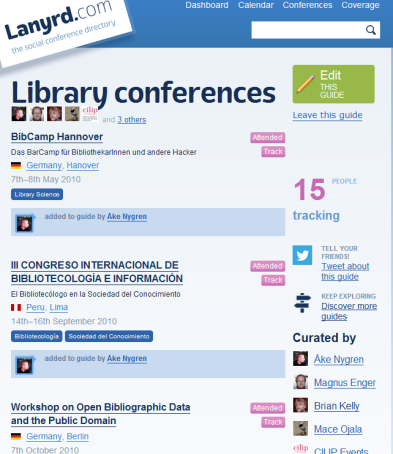 Lanyrd.com
the social conference directory
Dashboard Calendar Conferences Coverage
Library conferences
cilip
and 3 others
Edit
THIS
GUIDE
Leave this guide
BibCamp Hannover
Attended
Das BarCamp für BibliothekarInnen und andere Hacker
Track
Germany, Hannover
7th–8th May 2010
Library Science
added to guide by Åke Nygren
15 PEOPLE
tracking
TELL YOUR
FRIENDS!
Tweet about
this guide
KEEP EXPLORING
Discover more
guides
III CONGRESO INTERNACIONAL DE
BIBLIOTECOLOGÍA E INFORMACIÓN
Attended
Track
El Bibliotecólogo en la Sociedad del Conocimiento
Peru, Lima
14th–16th September 2010
Bibliotecología Sociedad del Conocimiento
added to guide by Åke Nygren
Curated by
Åke Nygren
Magnus Enger
Brian Kelly
Mace Ojala
cilip CILIP Events
Workshop on Open Bibliographic Data
and the Public Domain
Attended
Track
Germany, Berlin
7th October 2010